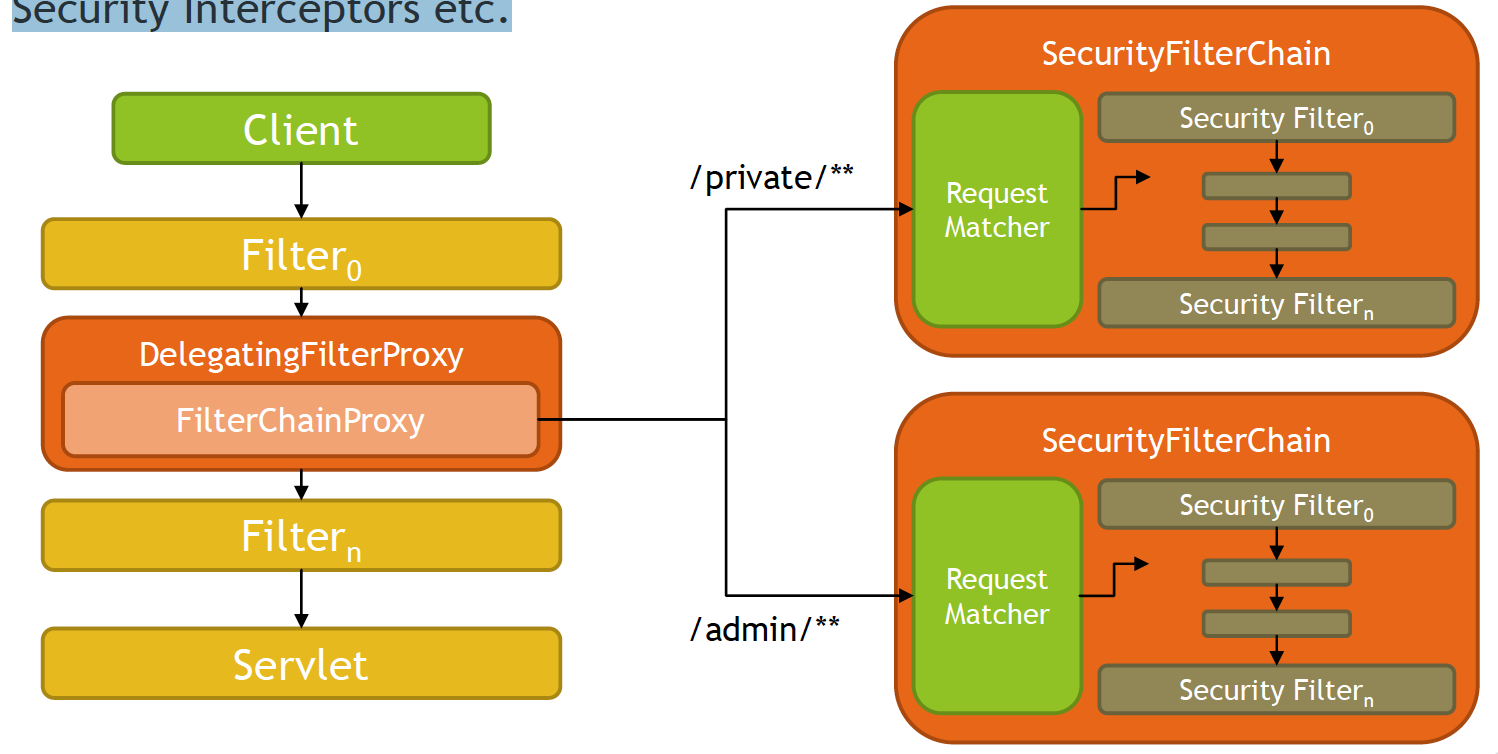 Security Interceptors etc.
Client
Filter0
DelegatingFilterProxy
FilterChainProxy
Filtern
Servlet
/private/**
/admin/**
SecurityFilterChain
Request
Matcher
Security Filter0
Security Filtern
SecurityFilterChain
Request
Matcher
Security Filter0
Security Filtern